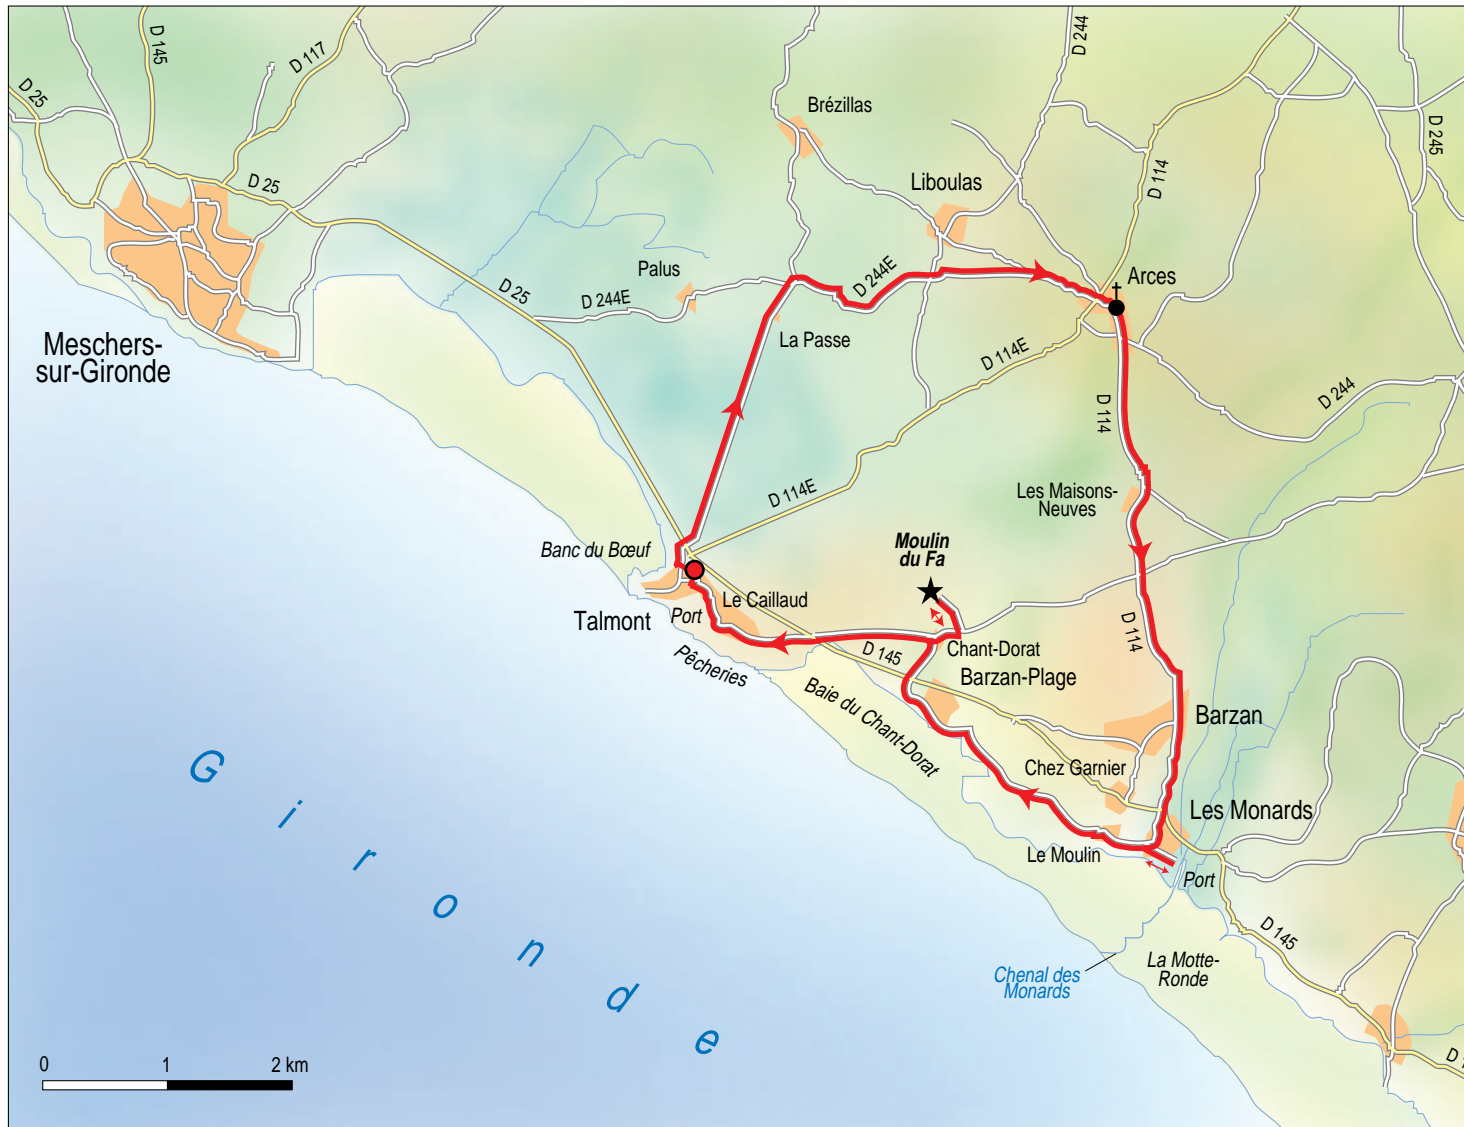 D 145
D 117
D 25
D 244
Brézillas
D 245
D 114
D 25
Liboulas
Palus
D 25
D 244E
D 244E
Arces
La Passe
D 114E
Meschers-
sur-Gironde
D 244
D 114
D 114E
Les Maisons-
Neuves
Banc du Bœuf
Moulin
du Fa
Le Caillaud
Talmont
Port
D 114
Chant-Dorat
D 145
Pêcheries
Barzan-Plage
Baie du Chant-Dorat
Barzan
Chez Garnier
Les Monards
Le Moulin
Port
Gironde
D 145
La Motte-
Ronde
Chenal des
Monards
0 1 2 km